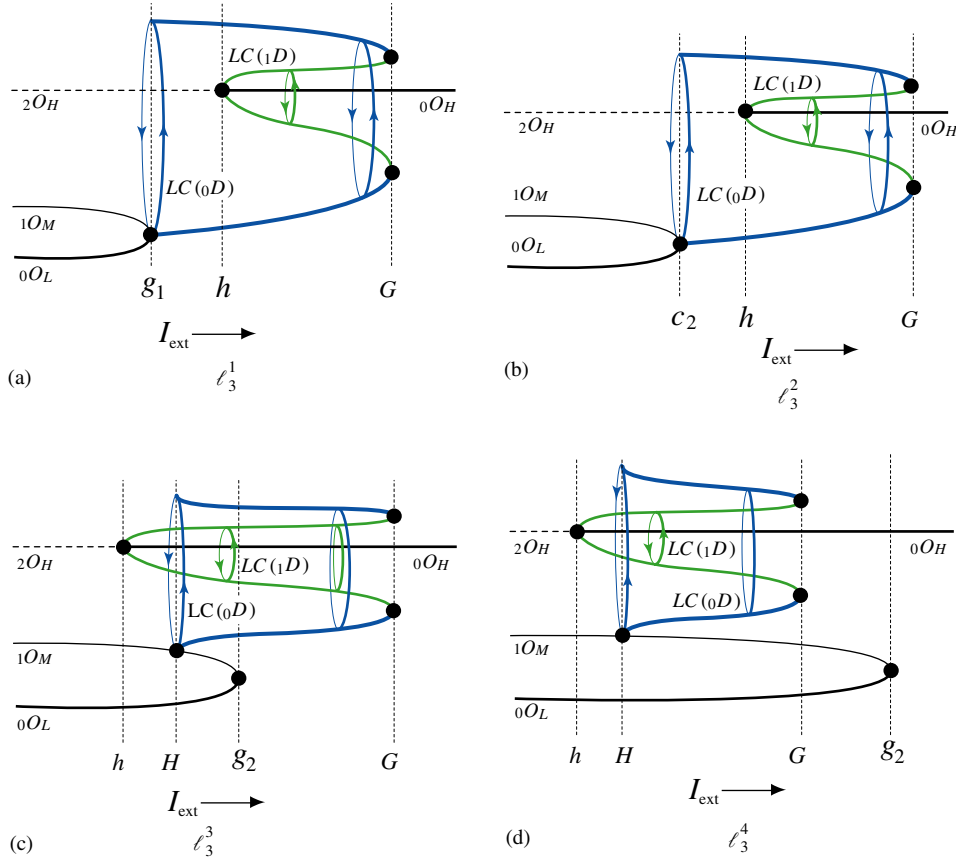 LC(₁D)
₂O_H
₀O_H
LC(₀D)
₁O_M
₀O_L
g₁ h G
I_ext
(a) ℓ₃¹
LC(₁D)
₂O_H
₀O_H
LC(₀D)
₁O_M
₀O_L
c₂ h G
I_ext
(b) ℓ₃²
₂O_H
LC(₁D)
₀O_H
LC(₀D)
₁O_M
₀O_L
h H g₂ G
I_ext
(c) ℓ₃³
₂O_H
LC(₁D)
₀O_H
LC(₀D)
₁O_M
₀O_L
h H G g₂
I_ext
(d) ℓ₃⁴